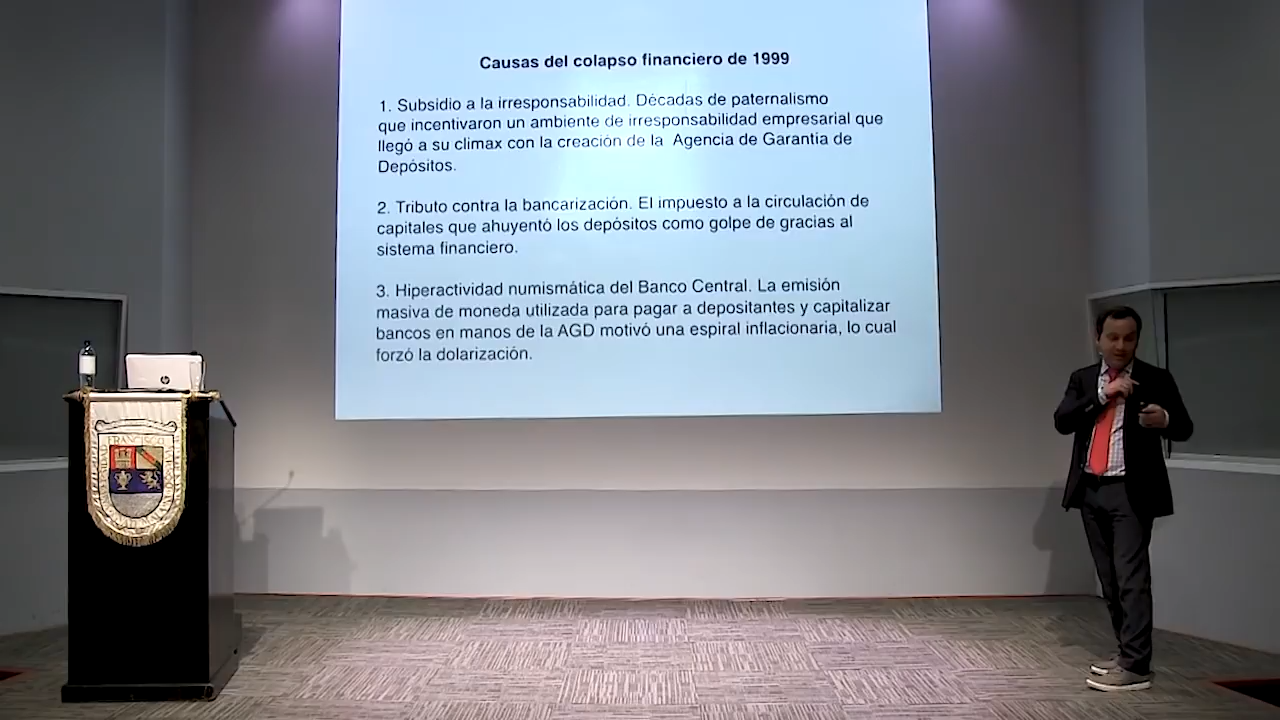 Causas del colapso financiero de 1999
1. Subsidio a la irresponsabilidad. Décadas de paternalismo
que incentivaron un ambiente de irresponsabilidad empresarial que
llegó a su climax con la creación de la Agencia de Garantía de
Depósitos.
2. Tributo contra la bancarización. El impuesto a la circulación de
capitales que ahuyentó los depósitos como golpe de gracias al
sistema financiero.
3. Hiperactividad numismática del Banco Central. La emisión
masiva de moneda utilizada para pagar a depositantes y capitalizar
bancos en manos de la AGD motivó una espiral inflacionaria, lo cual
forzó la dolarización.
hp
FRANCISCO